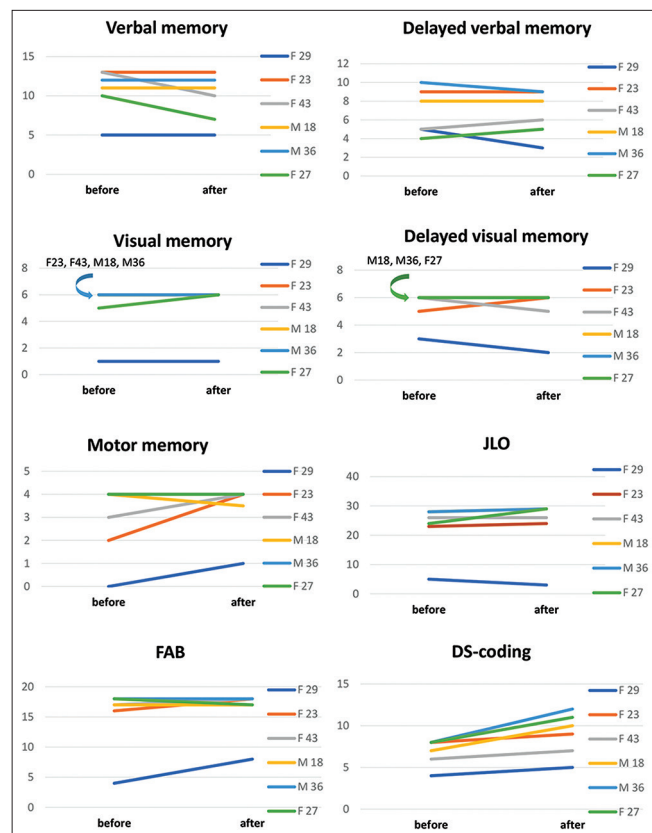 Verbal memory
15
10
5
0
before after
F 29
F 23
F 43
M 18
M 36
F 27
Delayed verbal memory
12
10
8
6
4
2
0
before after
F 29
F 23
F 43
M 18
M 36
F 27
Visual memory
F23, F43, M18, M36
8
6
4
2
0
before after
F 29
F 23
F 43
M 18
M 36
F 27
Delayed visual memory
M18, M36, F27
8
6
4
2
0
before after
F 29
F 23
F 43
M 18
M 36
F 27
Motor memory
5
4
3
2
1
0
before after
F 29
F 23
F 43
M 18
M 36
F 27
JLO
40
30
20
10
0
before after
F 29
F 23
F 43
M 18
M 36
F 27
FAB
20
15
10
5
0
before after
F 29
F 23
F 43
M 18
M 36
F 27
DS-coding
15
10
5
0
before after
F 29
F 23
F 43
M 18
M 36
F 27